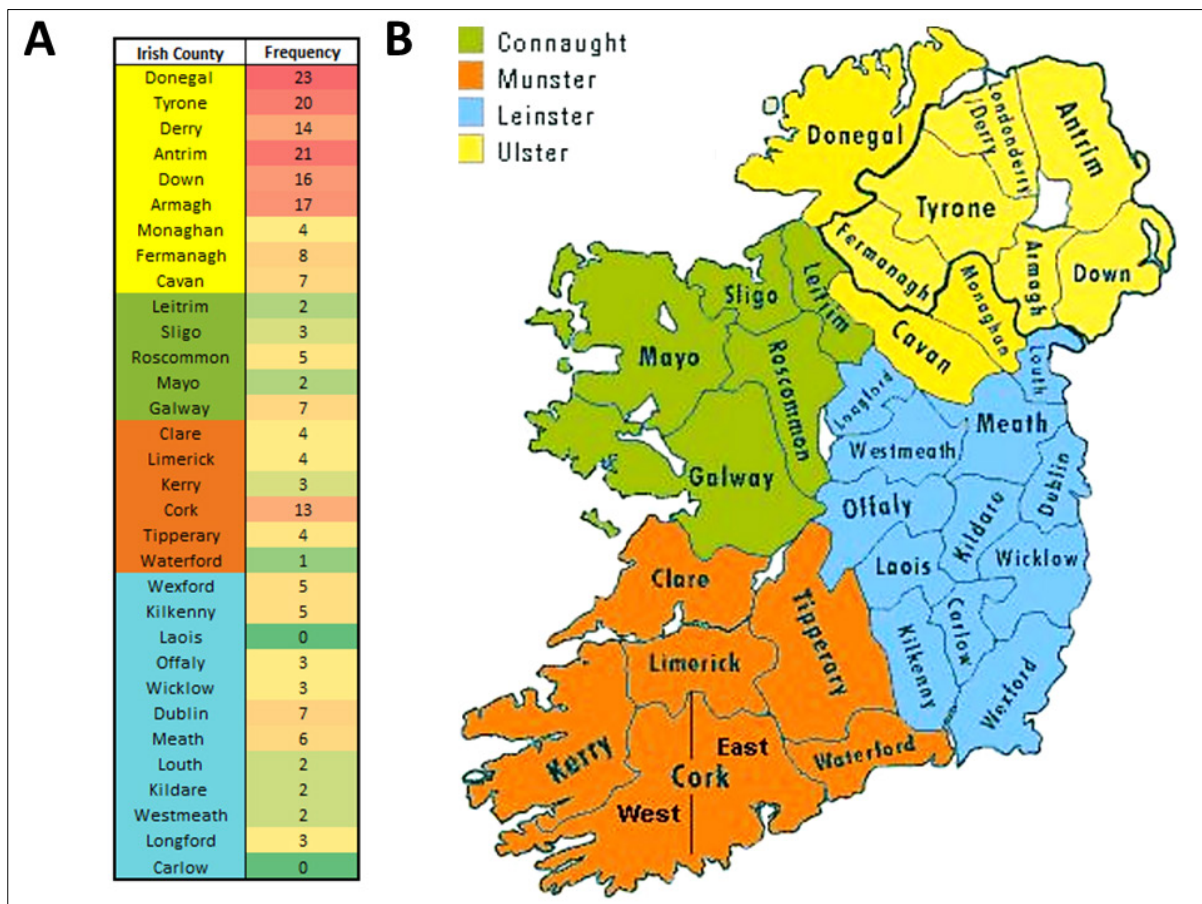 A
Irish County Frequency
Donegal 23
Tyrone 20
Derry 14
Antrim 21
Down 16
Armagh 17
Monaghan 4
Fermanagh 8
Cavan 7
Leitrim 2
Sligo 3
Roscommon 5
Mayo 2
Galway 7
Clare 4
Limerick 4
Kerry 3
Cork 13
Tipperary 4
Waterford 1
Wexford 5
Kilkenny 5
Laois 0
Offaly 3
Wicklow 3
Dublin 7
Meath 6
Louth 2
Kildare 2
Westmeath 2
Longford 3
Carlow 0
B
Connaught
Munster
Leinster
Ulster
Donegal
Londonderry
/Derry
Antrim
Tyrone
Fermanagh
Monaghan
Armagh
Down
Cavan
Sligo
Leitrim
Mayo
Roscommon
Galway
Longford
Louth
Meath
Westmeath
Dublin
Offaly
Kildare
Laois
Wicklow
Carlow
Kilkenny
Wexford
Clare
Tipperary
Limerick
Kerry
East
Cork
West
Waterford